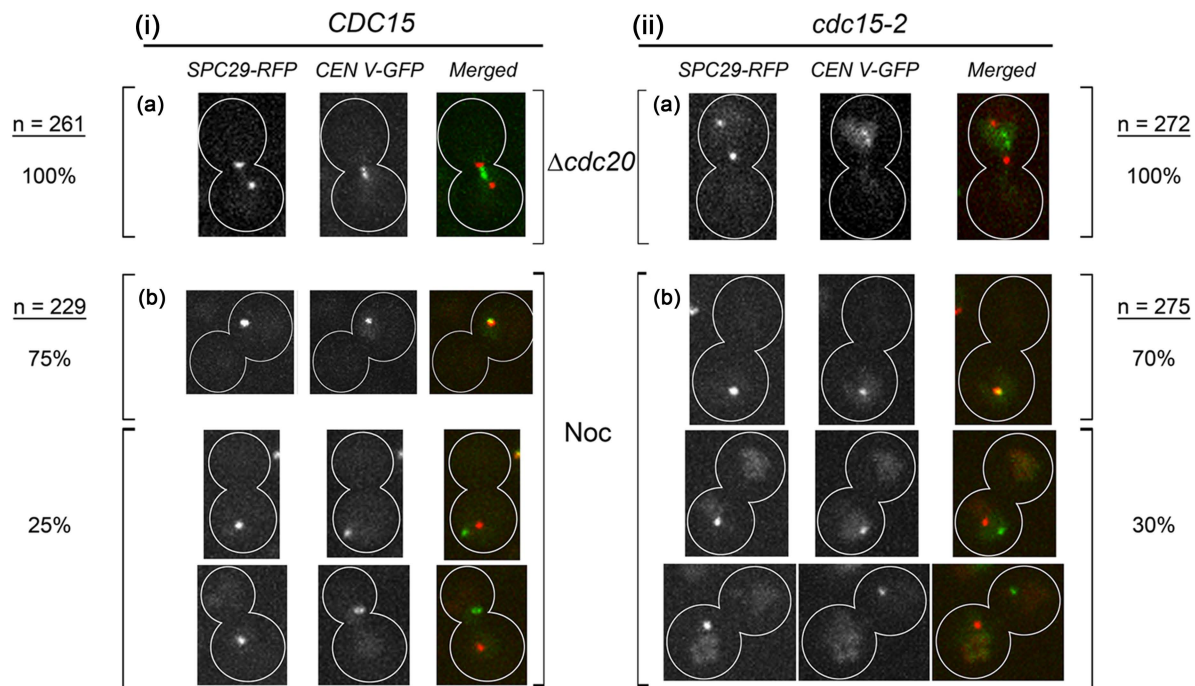 (i) CDC15
SPC29-RFP CEN V-GFP Merged
(a)
n = 261
100%
Δcdc20
(b)
n = 229
75%
25%
Noc
(ii) cdc15-2
SPC29-RFP CEN V-GFP Merged
(a)
n = 272
100%
(b)
n = 275
70%
30%